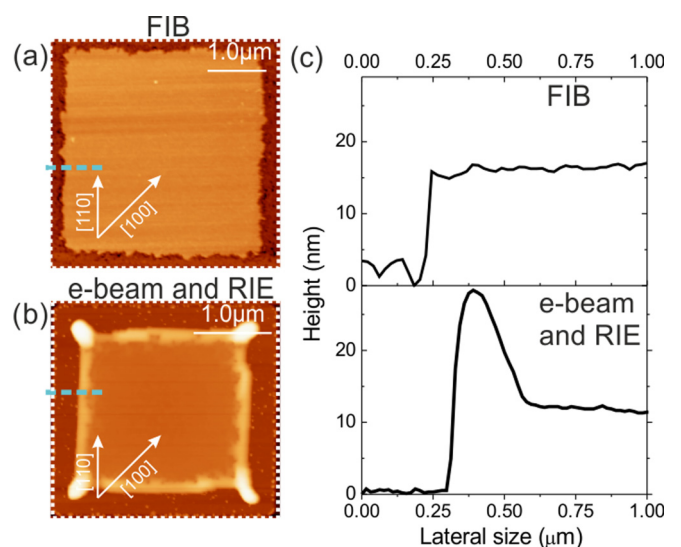 FIB
(a)
1.0µm
[110]
[100]
e-beam and RIE
(b)
1.0µm
[110]
[100]
(c)
0.00 0.25 0.50 0.75 1.00
FIB
20
10
0
e-beam
and RIE
20
10
0
Height (nm)
0.00 0.25 0.50 0.75 1.00
Lateral size (µm)